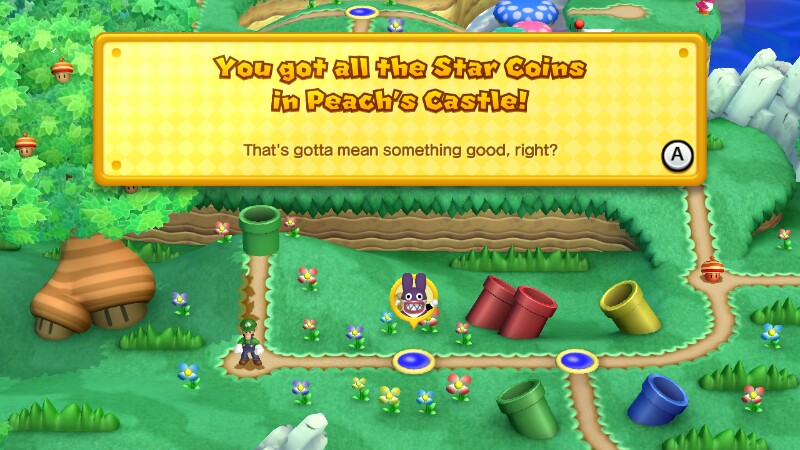 You got all the Star Coins
in Peach's Castle!
That's gotta mean something good, right?
A